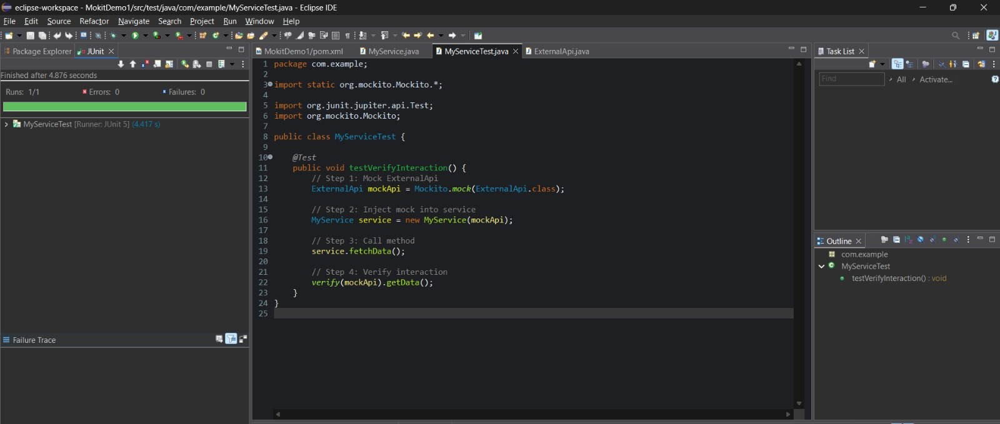 eclipse-workspace - MokitDemo1/src/test/java/com/example/MyServiceTest.java - Eclipse IDE
File Edit Source Refactor Navigate Search Project Run Window Help
Package Explorer JUnit
Finished after 4.876 seconds
Runs: 1/1 Errors: 0 Failures: 0
MyServiceTest [Runner: JUnit 5] (4.417 s)
Failure Trace
MokitDemo1/pom.xml MyService.java MyServiceTest.java ExternalApi.java
1 package com.example;
2
3 import static org.mockito.Mockito.*;
4
5 import org.junit.jupiter.api.Test;
6 import org.mockito.Mockito;
7
8 public class MyServiceTest {
9
10 @Test
11 public void testVerifyInteraction() {
12 // Step 1: Mock ExternalApi
13 ExternalApi mockApi = Mockito.mock(ExternalApi.class);
14
15 // Step 2: Inject mock into service
16 MyService service = new MyService(mockApi);
17
18 // Step 3: Call method
19 service.fetchData();
20
21 // Step 4: Verify interaction
22 verify(mockApi).getData();
23 }
24 }
25
Task List
Find All Activate...
Outline
com.example
MyServiceTest
testVerifyInteraction() : void